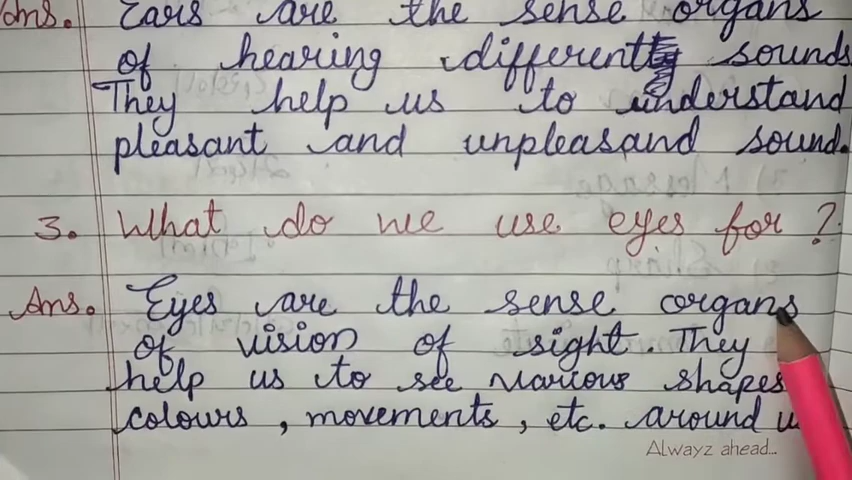 Ans. Ears are the sense organs
of hearing different sounds
They help us to understand
pleasant and unpleasand sound.
3. What do we use eyes for ?
Ans. Eyes are the sense organs
of vision of sight. They
help us to see various shapes
colours , movements , etc. around
Alwayz ahead...